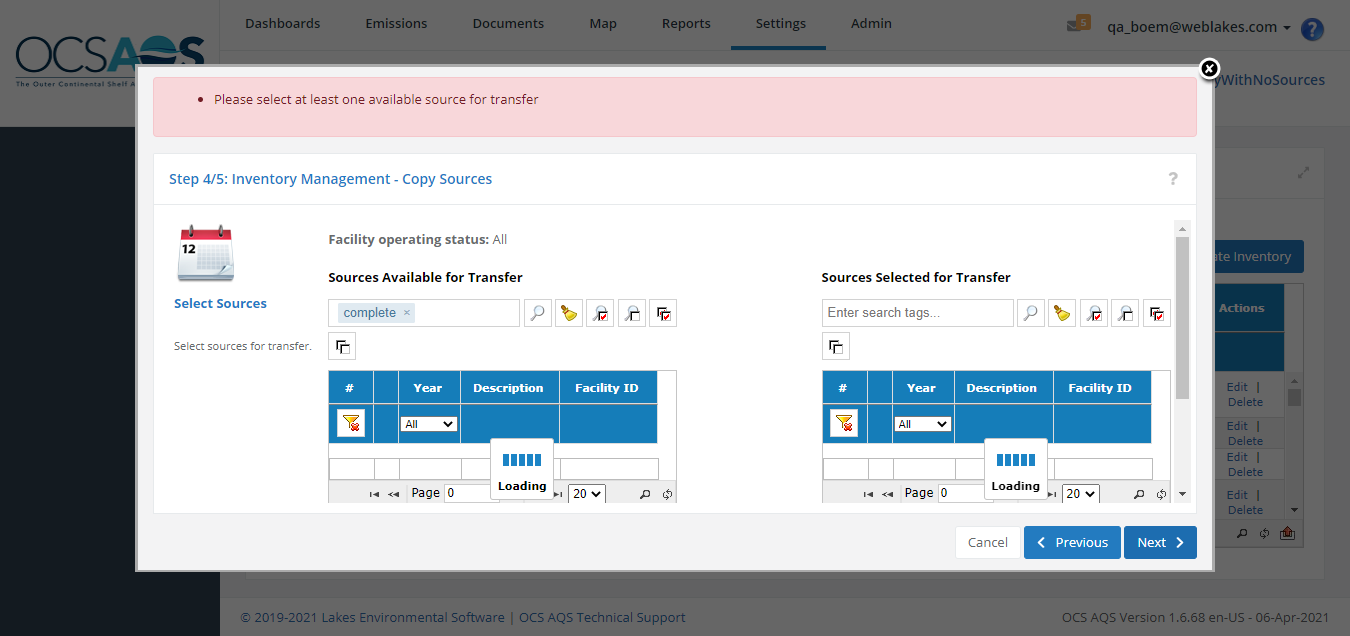 Dashboards Emissions Documents Map Reports Settings Admin 5 qa_boem@weblakes.com ?
OCSAQS
The Outer Continental Shelf A
yWithNoSources
Please select at least one available source for transfer
Step 4/5: Inventory Management - Copy Sources ?
12
Select Sources
Select sources for transfer.
Facility operating status: All
Sources Available for Transfer
complete ×
# Year Description Facility ID
All
Loading
Page 0 20
Sources Selected for Transfer
Enter search tags...
# Year Description Facility ID
All
Loading
Page 0 20
Cancel Previous Next
te Inventory
Actions
Edit |
Delete
Edit |
Delete
Edit |
Delete
Edit |
Delete
© 2019-2021 Lakes Environmental Software | OCS AQS Technical Support
OCS AQS Version 1.6.68 en-US - 06-Apr-2021